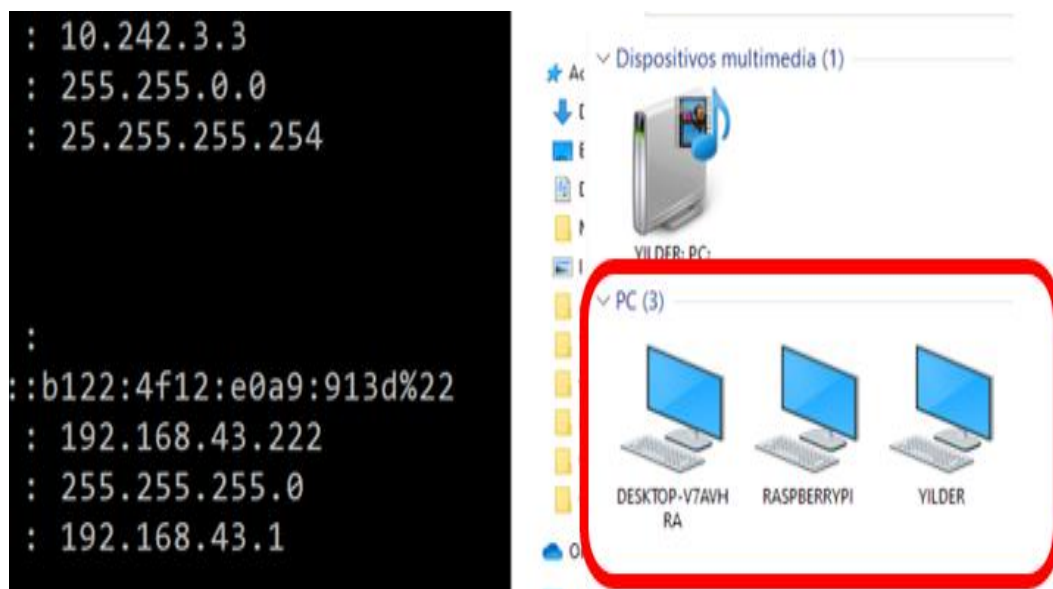 : 10.242.3.3
: 255.255.0.0
: 25.255.255.254
:
::b122:4f12:e0a9:913d%22
: 192.168.43.222
: 255.255.255.0
: 192.168.43.1
Dispositivos multimedia (1)
YILDER: PC:
PC (3)
DESKTOP-V7AVH
RA
RASPBERRYPI
YILDER